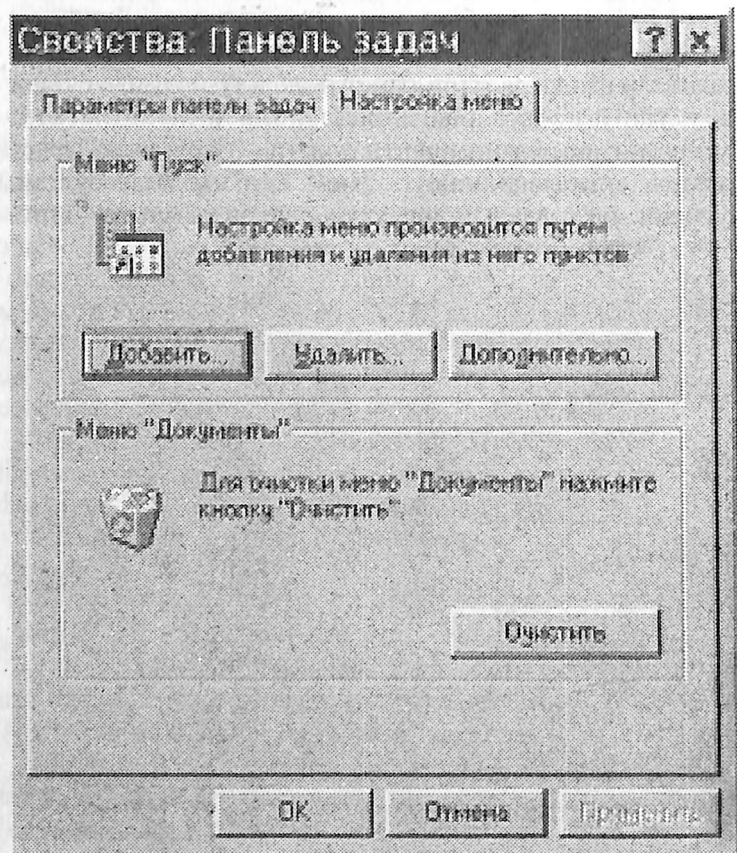 Свойства: Панель задач
Параметры панели задач Настройка меню
Меню "Пуск"
Настройка меню производится путем
добавления и удаления из него пунктов.
Добавить... Удалить... Дополнительно...
Меню "Документы"
Для очистки меню "Документы" нажмите
кнопку "Очистить".
Очистить
ОК Отмена Применить